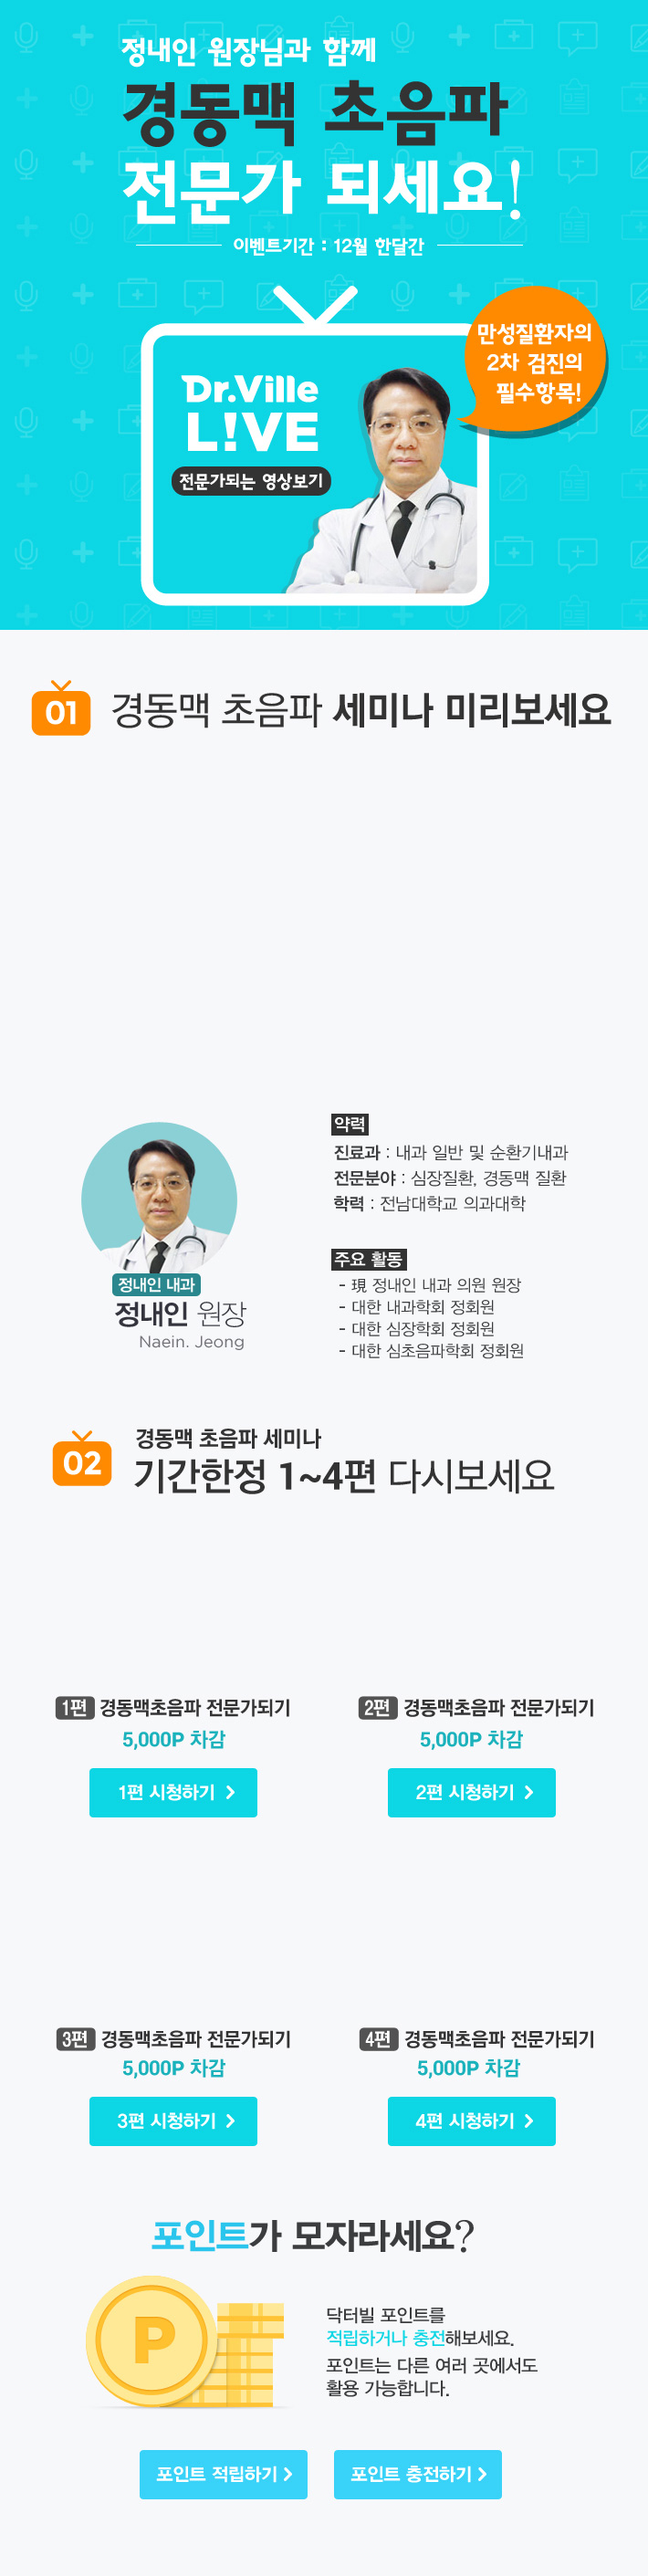 정내인 원장님과 함께
경동맥 초음파
전문가 되세요!
이벤트기간 : 12월 한달간
만성질환자의
2차 검진의
필수항목!
Dr.Ville
L!VE
전문가되는 영상보기
01 경동맥 초음파 세미나 미리보세요
약력
진료과 : 내과 일반 및 순환기내과
전문분야 : 심장질환, 경동맥 질환
학력 : 전남대학교 의과대학
정내인 내과
정내인 원장
Naein. Jeong
주요 활동
- 現 정내인 내과 의원 원장
- 대한 내과학회 정회원
- 대한 심장학회 정회원
- 대한 심초음파학회 정회원
02 경동맥 초음파 세미나
기간한정 1~4편 다시보세요
1편 경동맥초음파 전문가되기
5,000P 차감
1편 시청하기 >
2편 경동맥초음파 전문가되기
5,000P 차감
2편 시청하기 >
3편 경동맥초음파 전문가되기
5,000P 차감
3편 시청하기 >
4편 경동맥초음파 전문가되기
5,000P 차감
4편 시청하기 >
포인트가 모자라세요?
P
닥터빌 포인트를
적립하거나 충전해보세요.
포인트는 다른 여러 곳에서도
활용 가능합니다.
포인트 적립하기 >
포인트 충전하기 >